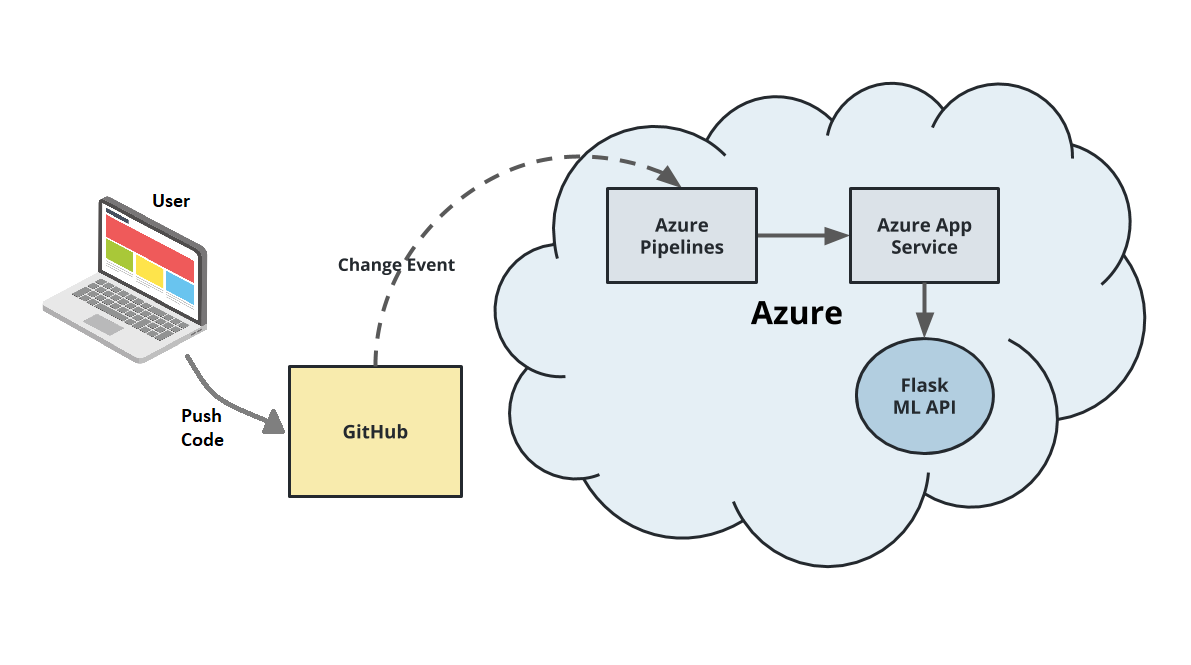 User
Change Event
Push
Code
GitHub
Azure
Pipelines
Azure App
Service
Azure
Flask
ML API